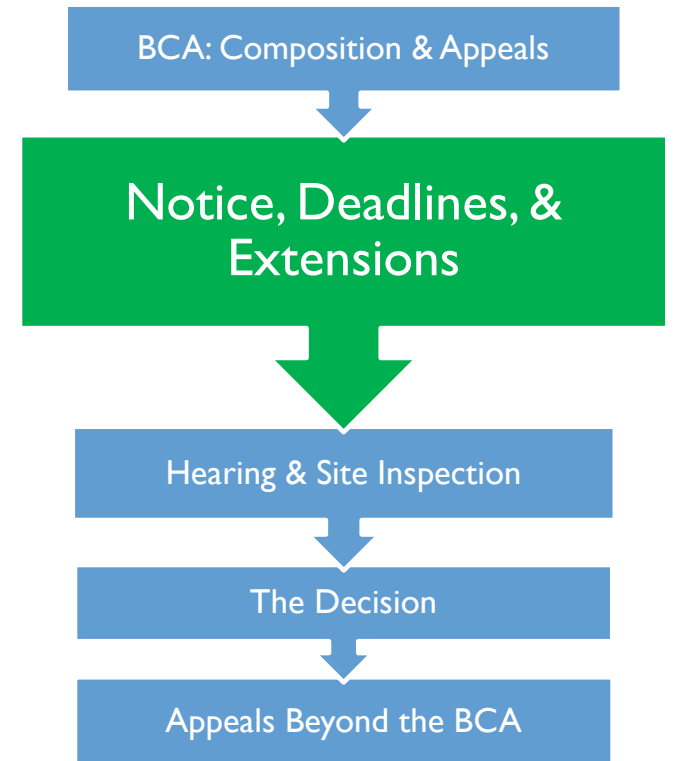 BCA: Composition & Appeals
Notice, Deadlines, &
Extensions
Hearing & Site Inspection
The Decision
Appeals Beyond the BCA